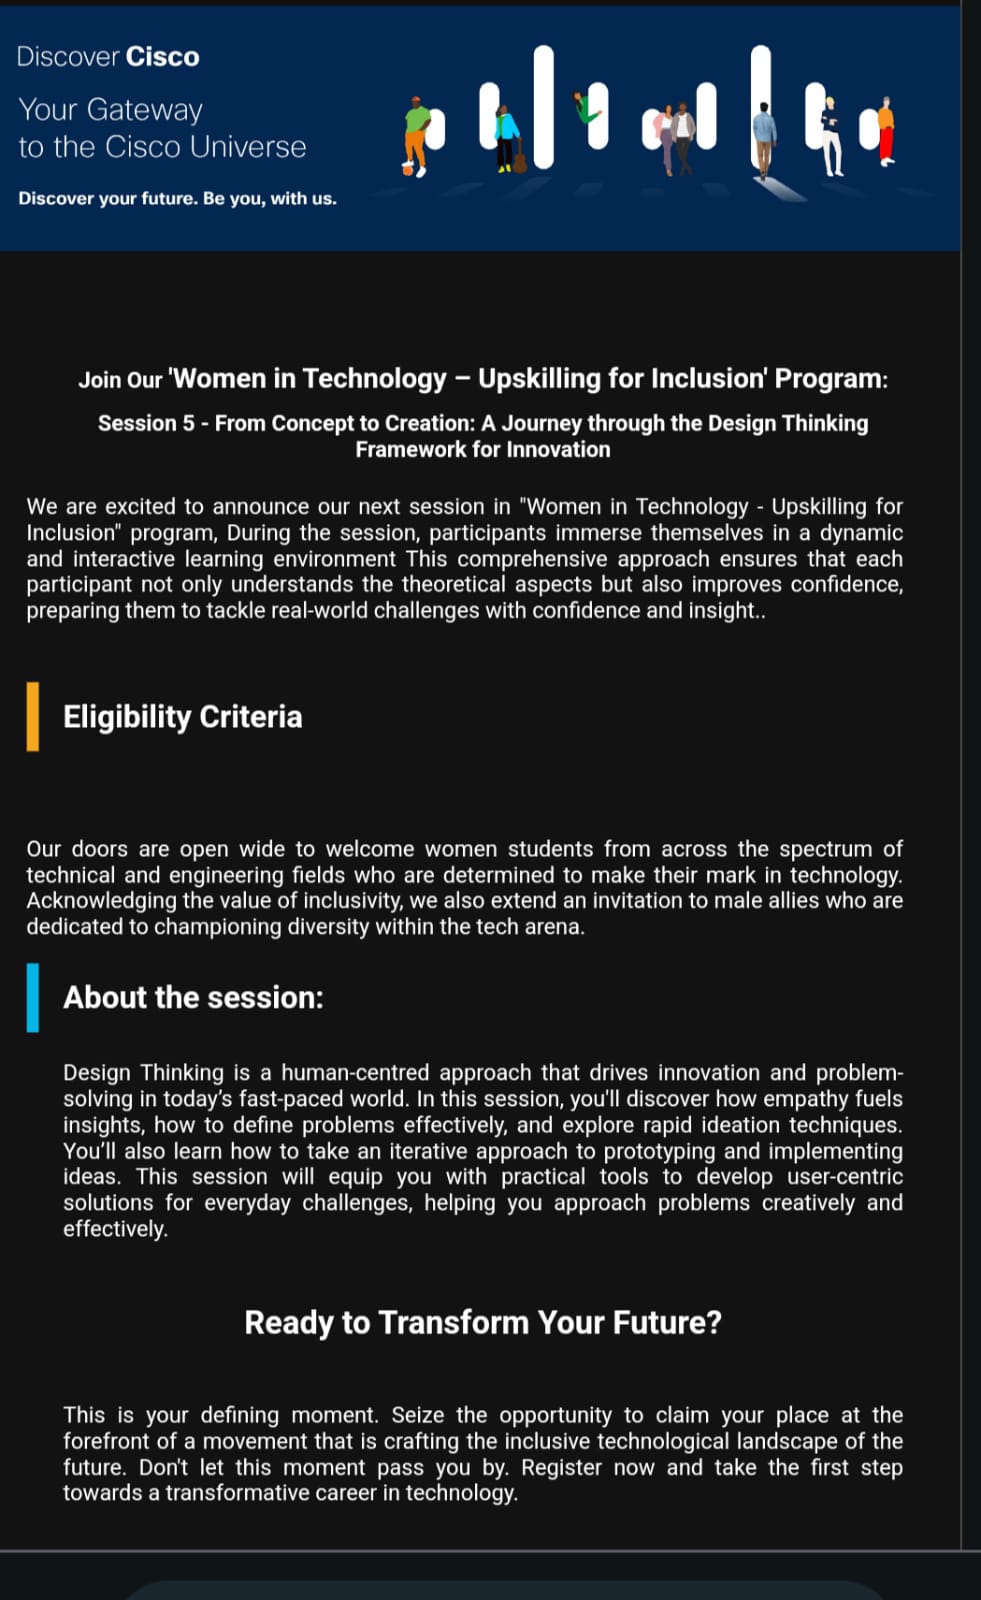 Discover Cisco
Your Gateway
to the Cisco Universe
Discover your future. Be you, with us.
Join Our 'Women in Technology – Upskilling for Inclusion' Program:
Session 5 - From Concept to Creation: A Journey through the Design Thinking
Framework for Innovation
We are excited to announce our next session in "Women in Technology - Upskilling for
Inclusion" program, During the session, participants immerse themselves in a dynamic
and interactive learning environment This comprehensive approach ensures that each
participant not only understands the theoretical aspects but also improves confidence,
preparing them to tackle real-world challenges with confidence and insight..
Eligibility Criteria
Our doors are open wide to welcome women students from across the spectrum of
technical and engineering fields who are determined to make their mark in technology.
Acknowledging the value of inclusivity, we also extend an invitation to male allies who are
dedicated to championing diversity within the tech arena.
About the session:
Design Thinking is a human-centred approach that drives innovation and problem-
solving in today's fast-paced world. In this session, you'll discover how empathy fuels
insights, how to define problems effectively, and explore rapid ideation techniques.
You'll also learn how to take an iterative approach to prototyping and implementing
ideas. This session will equip you with practical tools to develop user-centric
solutions for everyday challenges, helping you approach problems creatively and
effectively.
Ready to Transform Your Future?
This is your defining moment. Seize the opportunity to claim your place at the
forefront of a movement that is crafting the inclusive technological landscape of the
future. Don't let this moment pass you by. Register now and take the first step
towards a transformative career in technology.